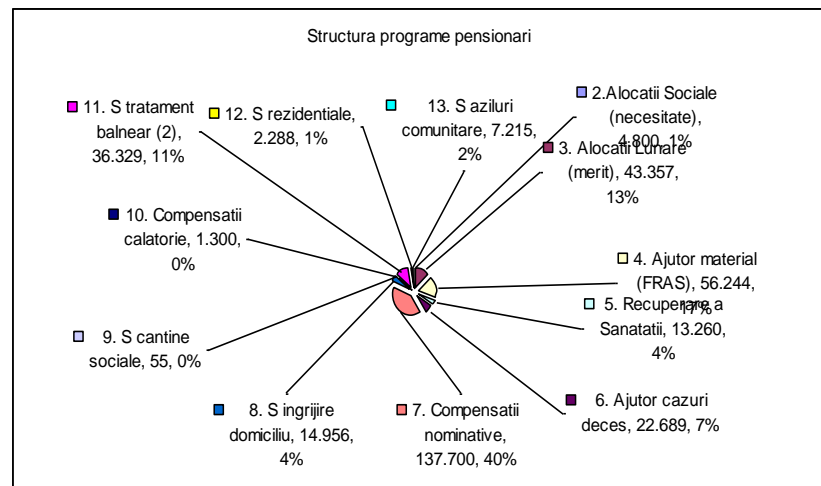 Structura programe pensionari
11. S tratament
balnear (2),
36.329, 11%
12. S rezidentiale,
2.288, 1%
13. S aziluri
comunitare, 7.215,
2%
2.Alocatii Sociale
(necesitate),
4.800, 1%
3. Alocatii Lunare
(merit), 43.357,
13%
10. Compensatii
calatorie, 1.300,
0%
4. Ajutor material
(FRAS), 56.244,
17%
5. Recuperare a
Sanatatii, 13.260,
4%
9. S cantine
sociale, 55, 0%
8. S ingrijire
domiciliu, 14.956,
4%
7. Compensatii
nominative,
137.700, 40%
6. Ajutor cazuri
deces, 22.689, 7%